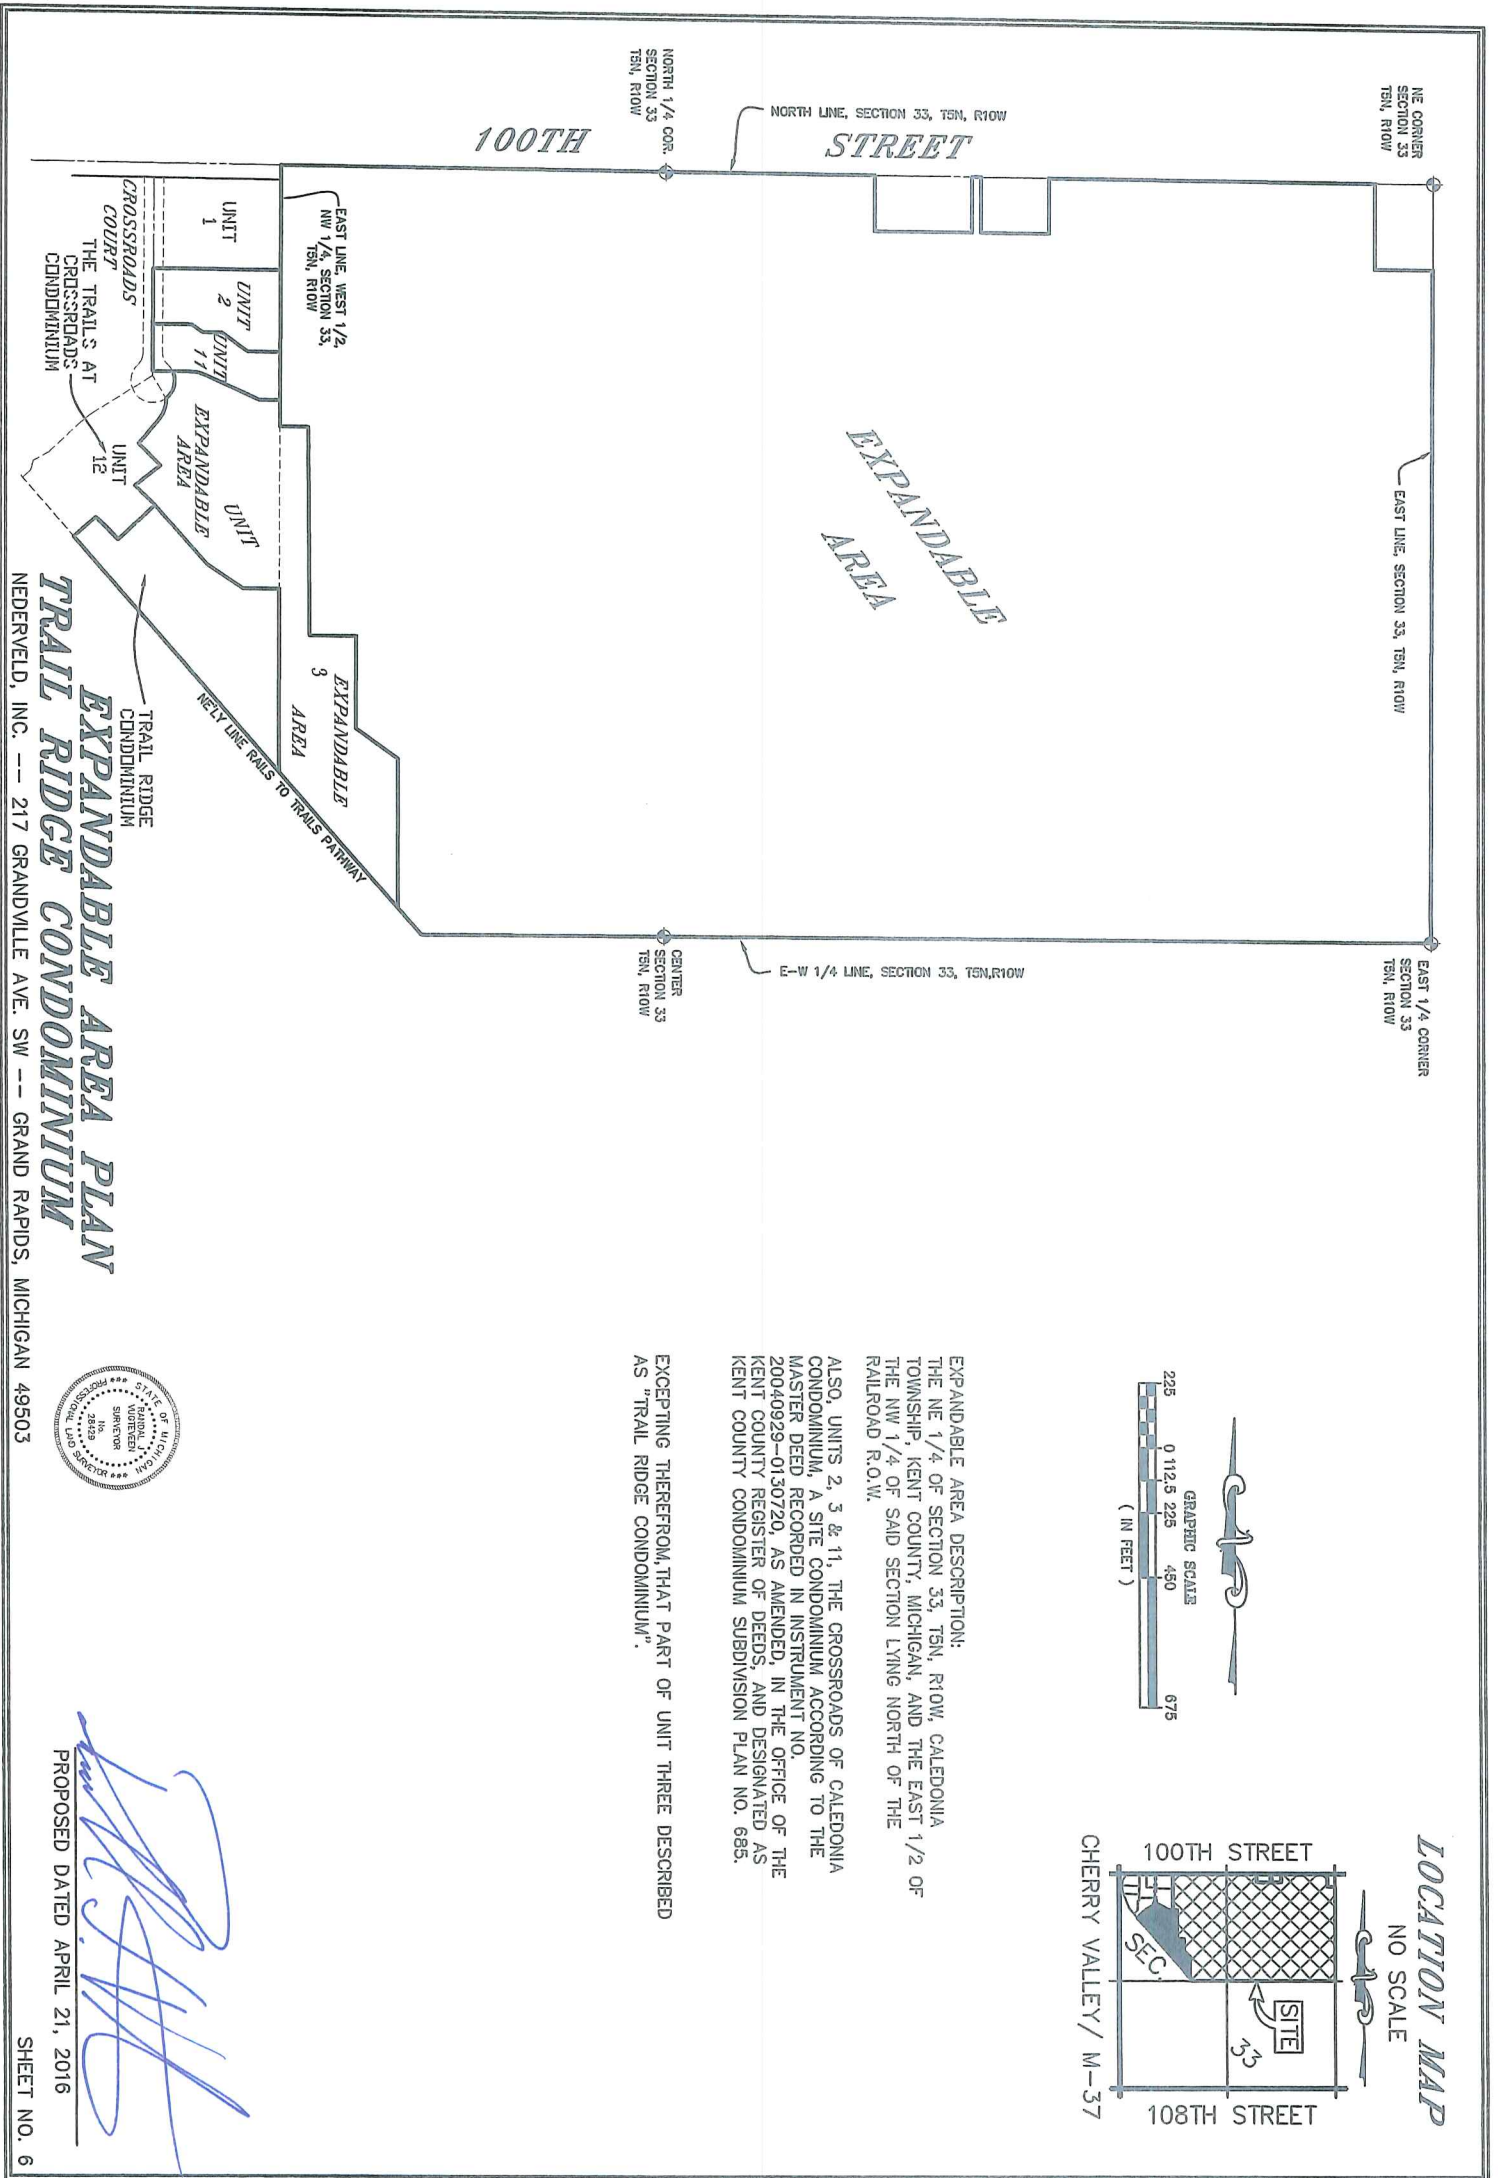 LOCATION MAP
NO SCALE
100TH STREET
SITE
SEC.
33
108TH STREET
CHERRY VALLEY/ M-37
GRAPHIC SCALE
225 0 112.5 225 450 675
( IN FEET )
EXPANDABLE AREA DESCRIPTION:
THE NE 1/4 OF SECTION 33, T5N, R10W, CALEDONIA
TOWNSHIP, KENT COUNTY, MICHIGAN, AND THE EAST 1/2 OF
THE NW 1/4 OF SAID SECTION LYING NORTH OF THE
RAILROAD R.O.W.
ALSO, UNITS 2, 3 & 11, THE CROSSROADS OF CALEDONIA
CONDOMINIUM, A SITE CONDOMINIUM ACCORDING TO THE
MASTER DEED RECORDED IN INSTRUMENT NO.
20040929-0130720, AS AMENDED, IN THE OFFICE OF THE
KENT COUNTY REGISTER OF DEEDS, AND DESIGNATED AS
KENT COUNTY CONDOMINIUM SUBDIVISION PLAN NO. 685.
EXCEPTING THEREFROM, THAT PART OF UNIT THREE DESCRIBED
AS "TRAIL RIDGE CONDOMINIUM".
NE CORNER
SECTION 33
T5N, R10W
EAST LINE, SECTION 33, T5N, R10W
EAST 1/4 CORNER
SECTION 33
T5N, R10W
NORTH LINE, SECTION 33, T5N, R10W
100TH STREET
EXPANDABLE
AREA
E-W 1/4 LINE, SECTION 33, T5N,R10W
NORTH 1/4 COR.
SECTION 33
T5N, R10W
CENTER
SECTION 33
T5N, R10W
EAST LINE, WEST 1/2,
NW 1/4, SECTION 33,
T5N, R10W
UNIT
1
UNIT
2
UNIT
11
EXPANDABLE
AREA
UNIT
3
EXPANDABLE
AREA
NE'LY LINE RAILS TO TRAILS PATHWAY
CROSSROADS
COURT
THE TRAILS AT
CROSSROADS
CONDOMINIUM
UNIT
12
TRAIL RIDGE
CONDOMINIUM
EXPANDABLE AREA PLAN
TRAIL RIDGE CONDOMINIUM
NEDERVELD, INC. -- 217 GRANDVILLE AVE. SW -- GRAND RAPIDS, MICHIGAN 49503
STATE OF MICHIGAN
RANDAL J.
VUGTEVEEN
SURVEYOR
No.
28429
PROFESSIONAL LAND SURVEYOR
PROPOSED DATED APRIL 21, 2016
SHEET NO. 6